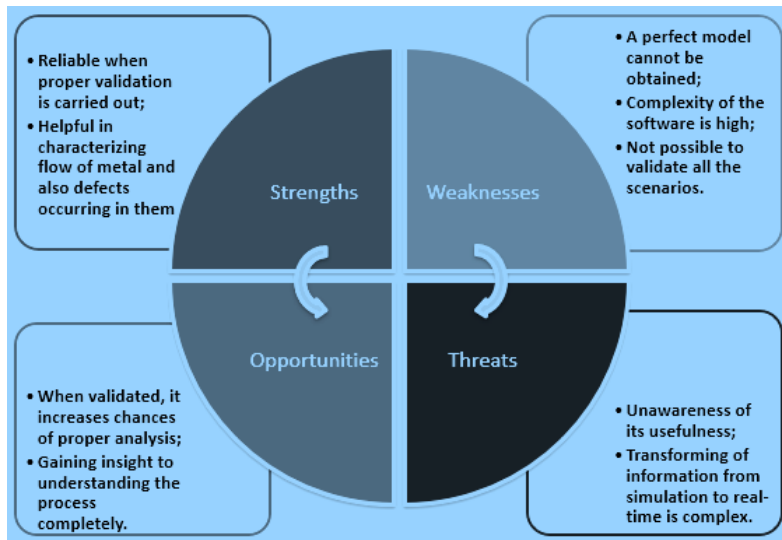 • Reliable when
proper validation
is carried out;
• Helpful in
characterizing
flow of metal and
also defects
occurring in them
Strengths
Weaknesses
• A perfect model
cannot be
obtained;
• Complexity of the
software is high;
• Not possible to
validate all the
scenarios.
• When validated, it
increases chances
of proper analysis;
• Gaining insight to
understanding the
process
completely.
Opportunities
Threats
• Unawareness of
its usefulness;
• Transforming of
information from
simulation to real-
time is complex.